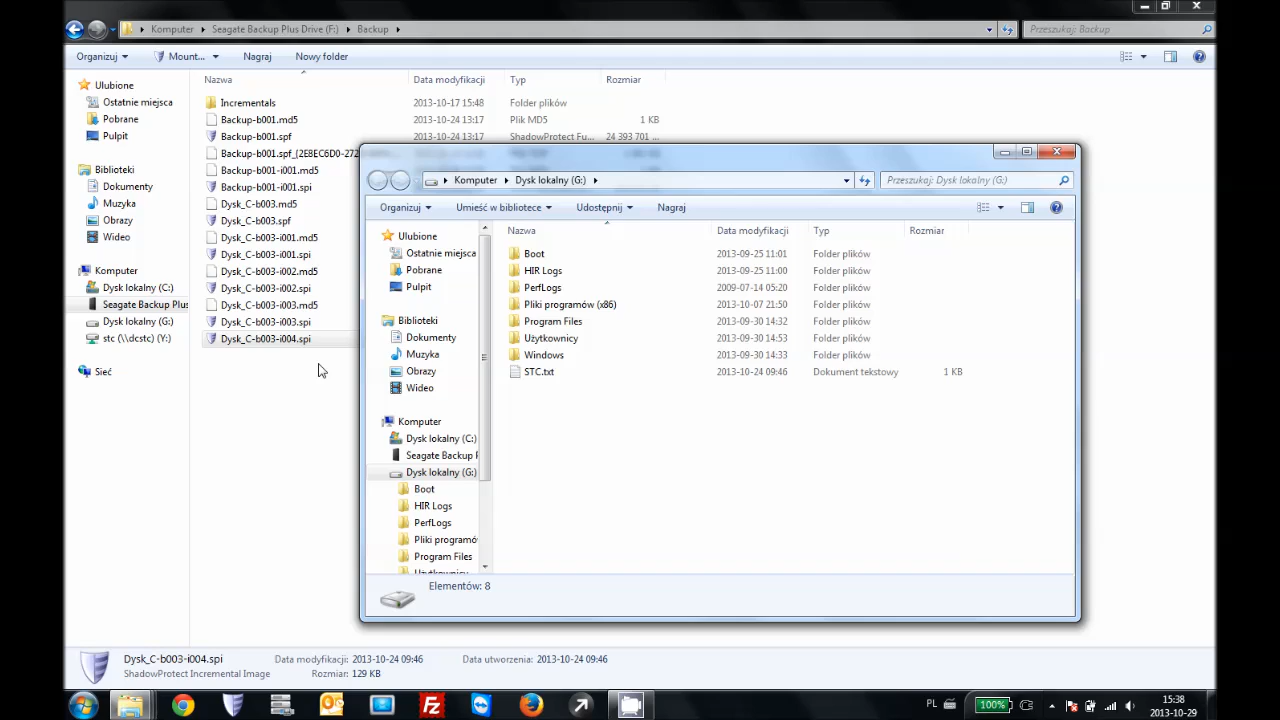 Komputer Seagate Backup Plus Drive (F:) Backup
Przeszukaj: Backup
Organizuj Mount... Nagraj Nowy folder
Ulubione
Ostatnie miejsca
Pobrane
Pulpit
Biblioteki
Dokumenty
Muzyka
Obrazy
Wideo
Komputer
Dysk lokalny (C:)
Seagate Backup Plus
Dysk lokalny (G:)
stc (\\dcstc) (Y:)
Sieć
Nazwa Data modyfikacji Typ Rozmiar
Incrementals 2013-10-17 15:48 Folder plików
Backup-b001.md5 2013-10-24 13:17 Plik MD5 1 KB
Backup-b001.spf 2013-10-24 13:17 ShadowProtect Fu... 24 393 701 ...
Backup-b001.spf_{2E8EC6D0-272
Backup-b001-i001.md5
Backup-b001-i001.spi
Dysk_C-b003.md5
Dysk_C-b003.spf
Dysk_C-b003-i001.md5
Dysk_C-b003-i001.spi
Dysk_C-b003-i002.md5
Dysk_C-b003-i002.spi
Dysk_C-b003-i003.md5
Dysk_C-b003-i003.spi
Dysk_C-b003-i004.spi
Komputer Dysk lokalny (G:)
Przeszukaj: Dysk lokalny (G:)
Organizuj Umieść w bibliotece Udostępnij Nagraj
Ulubione
Ostatnie miejsca
Pobrane
Pulpit
Biblioteki
Dokumenty
Muzyka
Obrazy
Wideo
Komputer
Dysk lokalny (C:)
Seagate Backup P
Dysk lokalny (G:)
Boot
HIR Logs
PerfLogs
Pliki programów
Program Files
Użytkownicy
Nazwa Data modyfikacji Typ Rozmiar
Boot 2013-09-25 11:01 Folder plików
HIR Logs 2013-09-25 11:00 Folder plików
PerfLogs 2009-07-14 05:20 Folder plików
Pliki programów (x86) 2013-10-07 21:50 Folder plików
Program Files 2013-09-30 14:32 Folder plików
Użytkownicy 2013-09-30 14:53 Folder plików
Windows 2013-09-30 14:33 Folder plików
STC.txt 2013-10-24 09:46 Dokument tekstowy 1 KB
Elementów: 8
Dysk_C-b003-i004.spi Data modyfikacji: 2013-10-24 09:46 Data utworzenia: 2013-10-24 09:46
ShadowProtect Incremental Image Rozmiar: 129 KB
PL 100% 15:38
2013-10-29